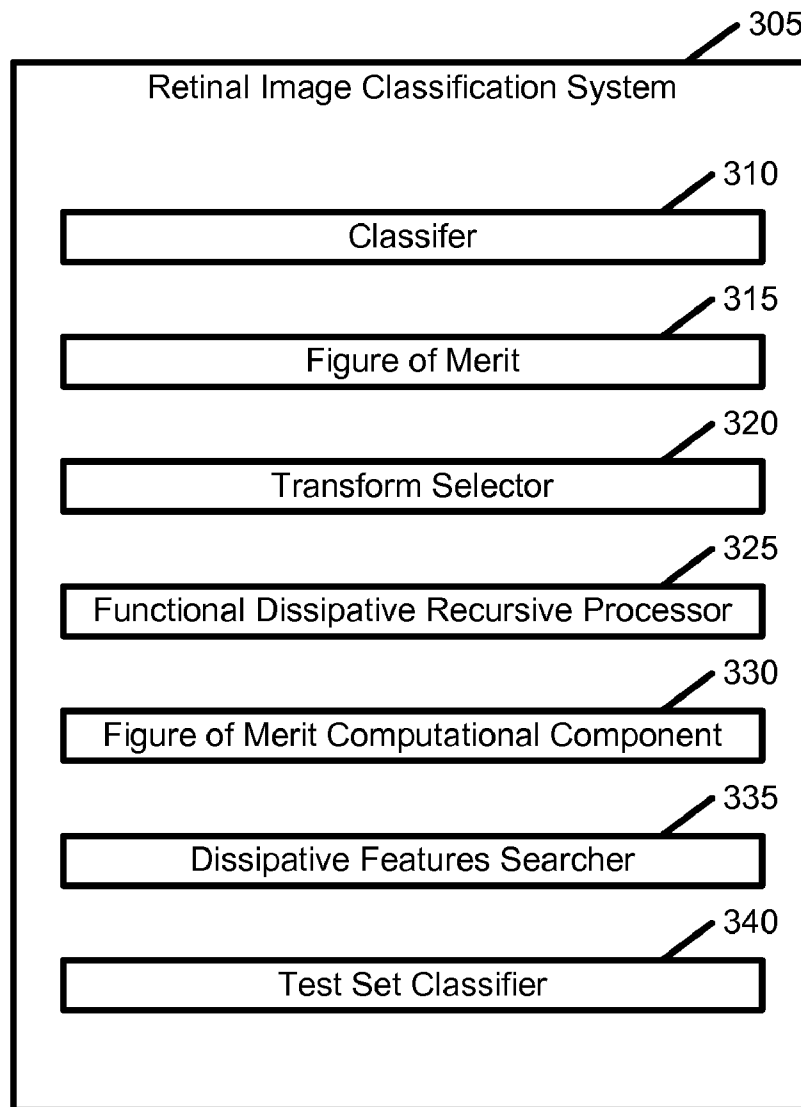 305
Retinal Image Classification System
310
Classifer
315
Figure of Merit
320
Transform Selector
325
Functional Dissipative Recursive Processor
330
Figure of Merit Computational Component
335
Dissipative Features Searcher
340
Test Set Classifier